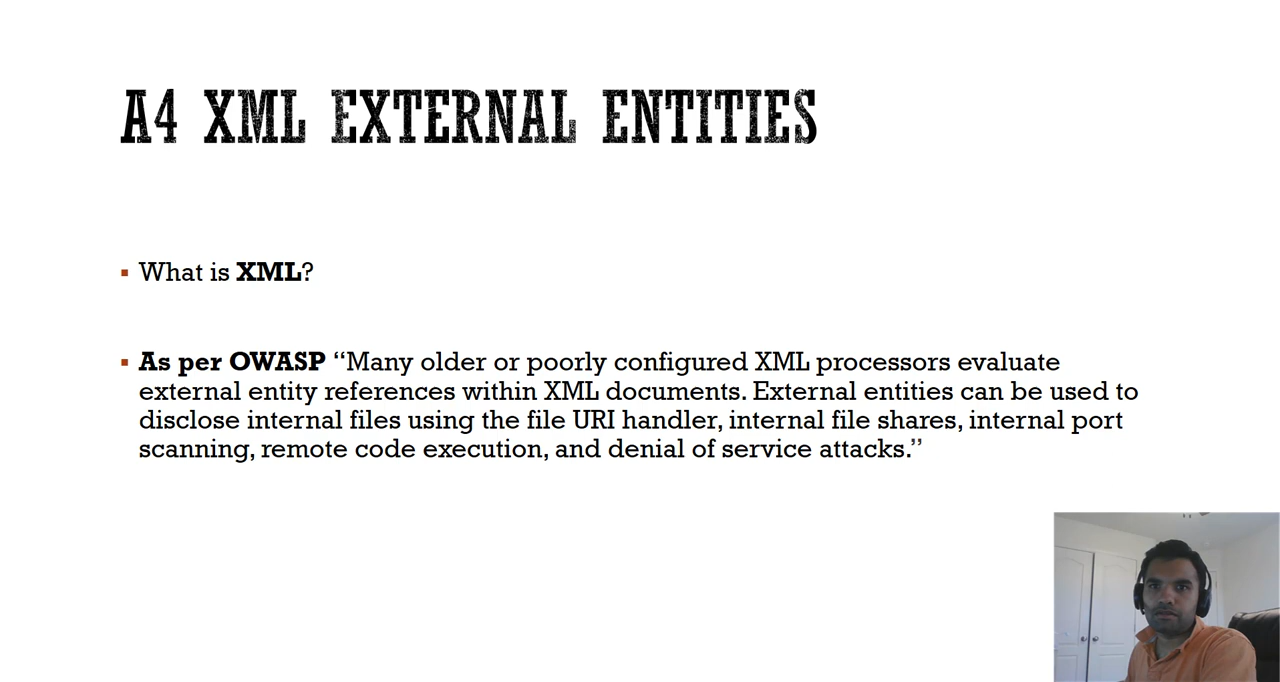 A4 XML EXTERNAL ENTITIES
▪ What is XML?
▪ As per OWASP “Many older or poorly configured XML processors evaluate
external entity references within XML documents. External entities can be used to
disclose internal files using the file URI handler, internal file shares, internal port
scanning, remote code execution, and denial of service attacks.”